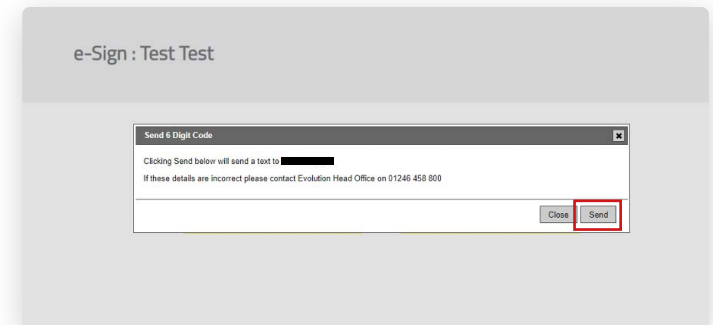 e-Sign : Test Test
Send 6 Digit Code
Clicking Send below will send a text to
If these details are incorrect please contact Evolution Head Office on 01246 458 800
Close Send